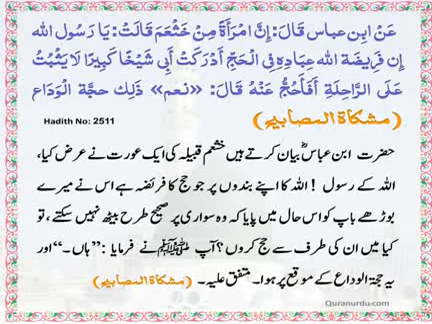 عَنْ ابِن عباس قَالَ: إِنَّ امْرَأَةً مِنْ خَثْعَمَ قَالَتْ: يَا رَسُولَ الله
إِن فَرِيضَةَ الله عِبَادِهِ فِي الْحَجِّ أَدْرَكَتْ أَبِي شَيْخًا كَبِيرًا لَا يَثْبُتُ
عَلَى الرَّاحِلَةِ أَفَأَحُجُّ عَنْهُ قَالَ: «نعم» ذَلِك حجَّة الْوَدَاع
(مشكاة المصابيح)
Hadith No: 2511
حضرت ابن عباسؓ بیان کرتے ہیں خثعم قبیلہ کی ایک عورت نے عرض کیا،
اللہ کے رسول ! اللہ کا اپنے بندوں پر جو حج کا فریضہ ہے اس نے میرے
بوڑھے باپ کو اس حال میں پایا کہ وہ سواری پر صحیح طرح بیٹھ نہیں سکتے ، تو
کیا میں ان کی طرف سے حج کروں؟ آپ ﷺ نے فرمایا :”ہاں ۔“ اور
یہ حجۃ الوداع کے موقع پر ہوا۔ متفق علیہ ۔ (مشكاة المصابيح)
Quranurdu.com